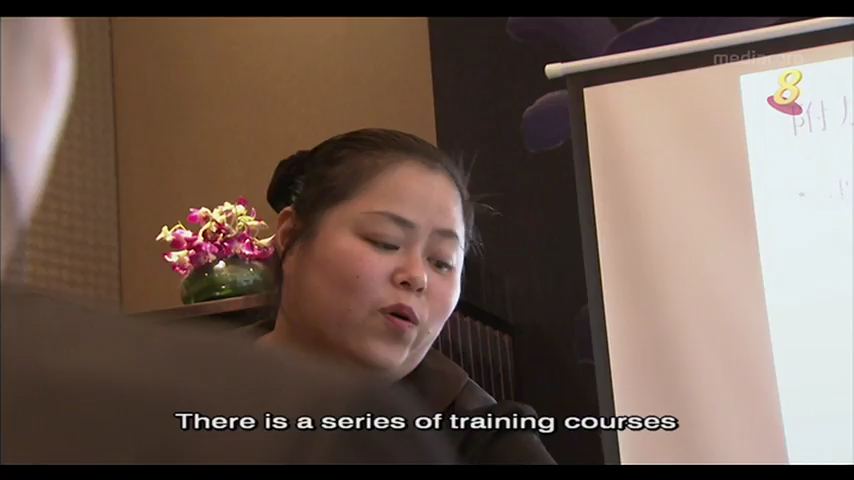 mediacorp
8
There is a series of training courses